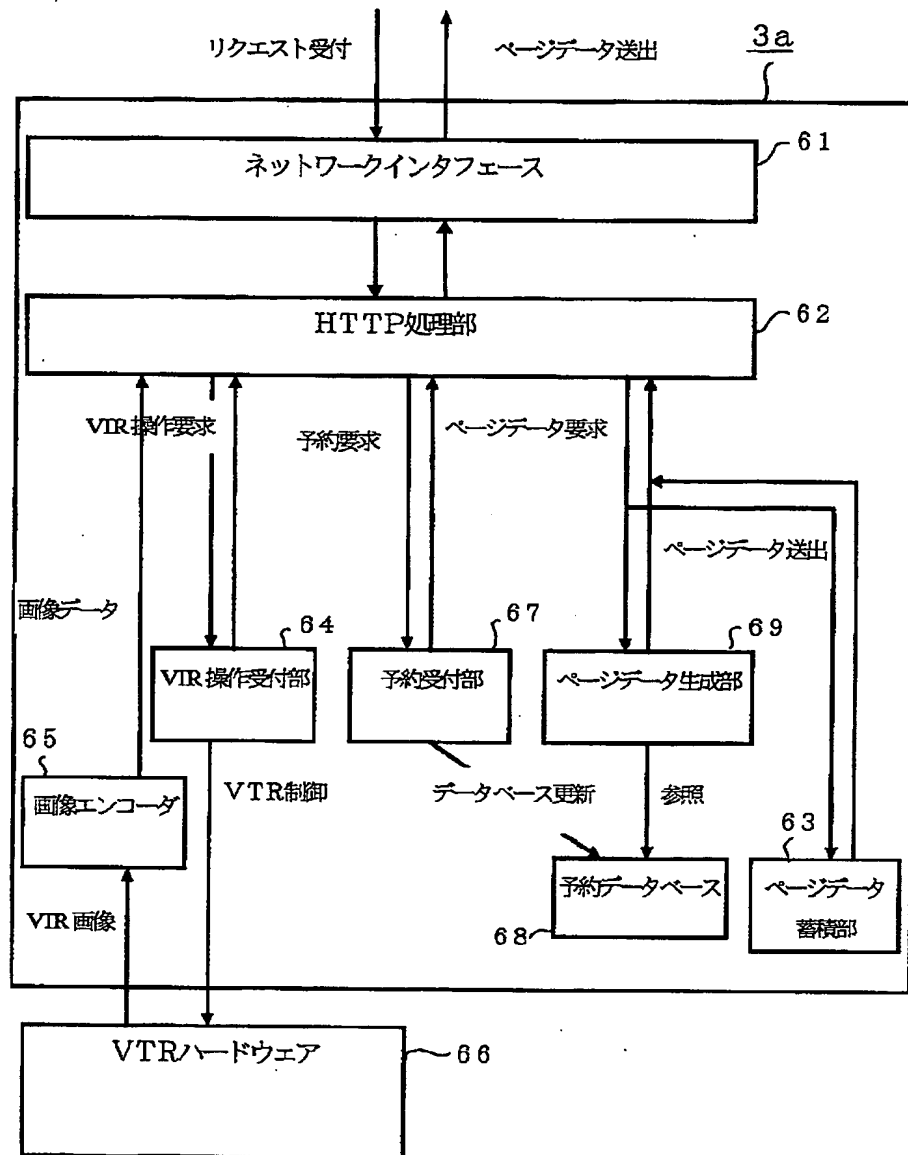 リクエスト受付
ページデータ送出
3a
ネットワークインタフェース
61
HTTP処理部
62
VTR操作要求
予約要求
ページデータ要求
ページデータ送出
画像データ
64
67
69
VTR操作受付部
予約受付部
ページデータ生成部
65
画像エンコーダ
VTR制御
データベース更新
参照
63
予約データベース
ページデータ
蓄積部
68
VTR画像
VTRハードウェア
66